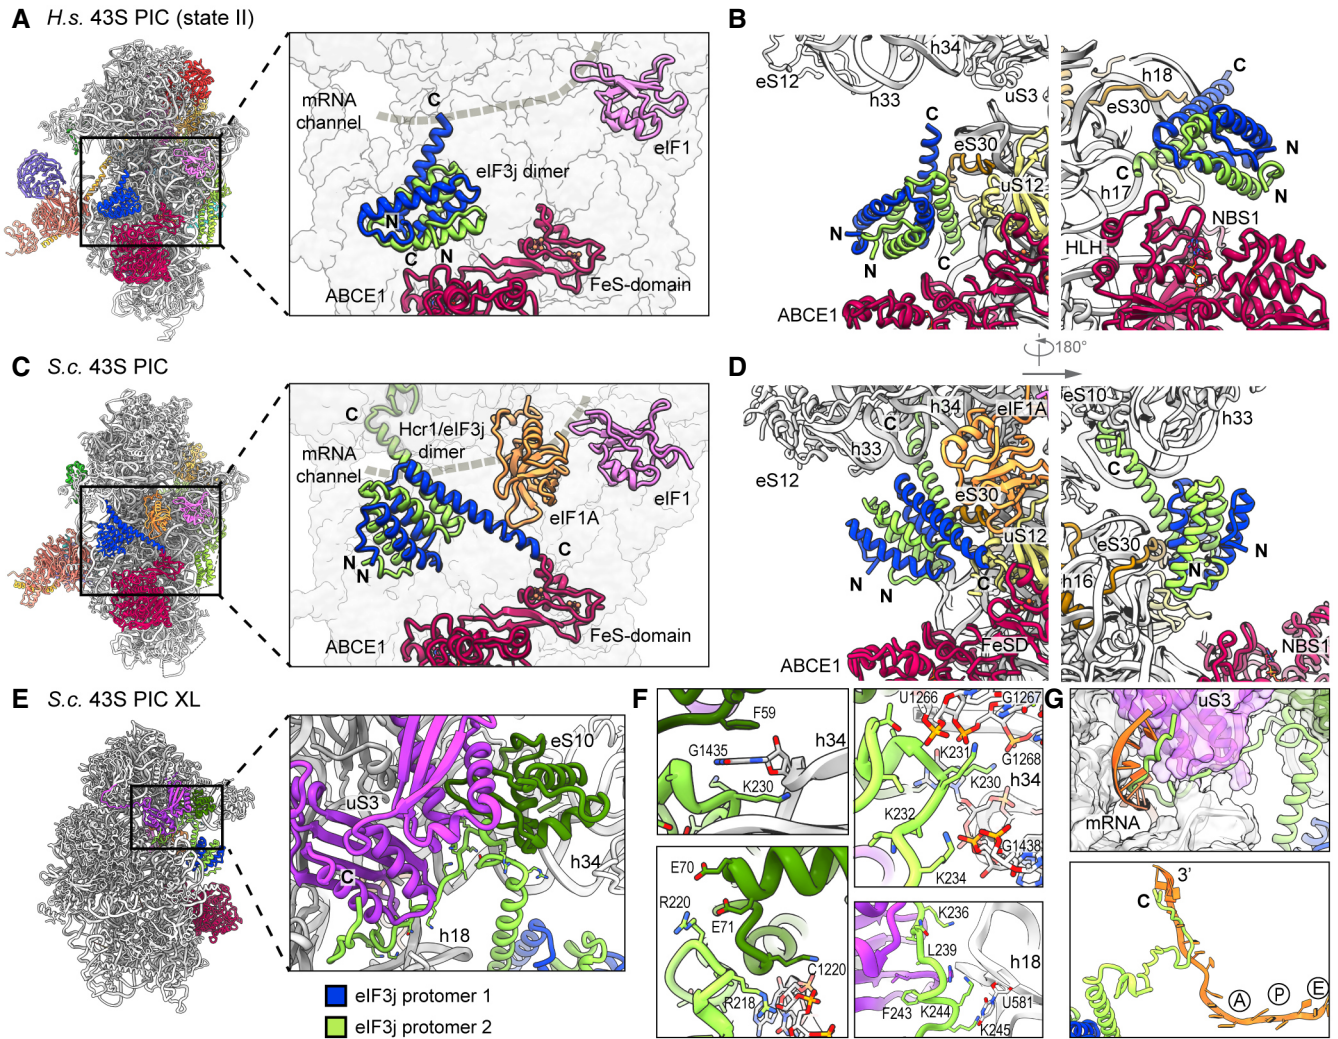 A H.s. 43S PIC (state II)
mRNA
channel
C
eIF1
eIF3j dimer
N
C N
ABCE1
FeS-domain
B
eS12
h34
h33
uS3
C
eS30
uS12
N
N
C
ABCE1
h18
C
eS30
N
C
h17
N
NBS1
HLH
180°
C S.c. 43S PIC
C
Hcr1/eIF3j
dimer
mRNA
channel
eIF1
eIF1A
N
N
C
ABCE1
FeS-domain
D
h34
eIF1A
C
h33
eS12
eS30
uS12
N
N
C
FeSD
ABCE1
eS10
h33
C
eS30
N
h16
N
NBS1
E S.c. 43S PIC XL
eS10
uS3
h34
C
h18
eIF3j protomer 1
eIF3j protomer 2
F
F59
G1435
h34
K230
U1266
G1267
K231
G1268
K230
h34
K232
G1438
K234
E70
R220
E71
C1220
R218
K236
L239
h18
U581
F243
K244
K245
G
uS3
mRNA
3'
C
A
P
E